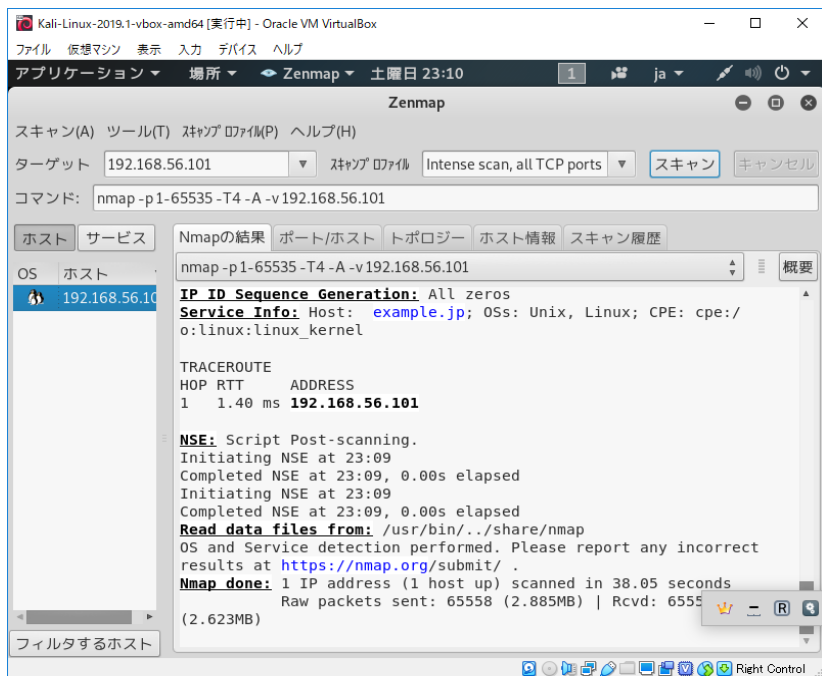 Kali-Linux-2019.1-vbox-amd64 [実行中] - Oracle VM VirtualBox
ファイル 仮想マシン 表示 入力 デバイス ヘルプ
アプリケーション ▼ 場所 ▼ Zenmap ▼ 土曜日 23:10 1 ja ▼
Zenmap
スキャン(A) ツール(T) スキャンプロファイル(P) ヘルプ(H)
ターゲット 192.168.56.101 スキャンプロファイル Intense scan, all TCP ports スキャン キャンセル
コマンド: nmap -p 1-65535 -T4 -A -v 192.168.56.101
ホスト サービス Nmapの結果 ポート/ホスト トポロジー ホスト情報 スキャン履歴
OS ホスト nmap -p 1-65535 -T4 -A -v 192.168.56.101 概要
192.168.56.10
IP ID Sequence Generation: All zeros
Service Info: Host: example.jp; OSs: Unix, Linux; CPE: cpe:/
o:linux:linux_kernel
TRACEROUTE
HOP RTT ADDRESS
1 1.40 ms 192.168.56.101
NSE: Script Post-scanning.
Initiating NSE at 23:09
Completed NSE at 23:09, 0.00s elapsed
Initiating NSE at 23:09
Completed NSE at 23:09, 0.00s elapsed
Read data files from: /usr/bin/../share/nmap
OS and Service detection performed. Please report any incorrect
results at https://nmap.org/submit/ .
Nmap done: 1 IP address (1 host up) scanned in 38.05 seconds
Raw packets sent: 65558 (2.885MB) | Rcvd: 655
(2.623MB)
フィルタするホスト
Right Control